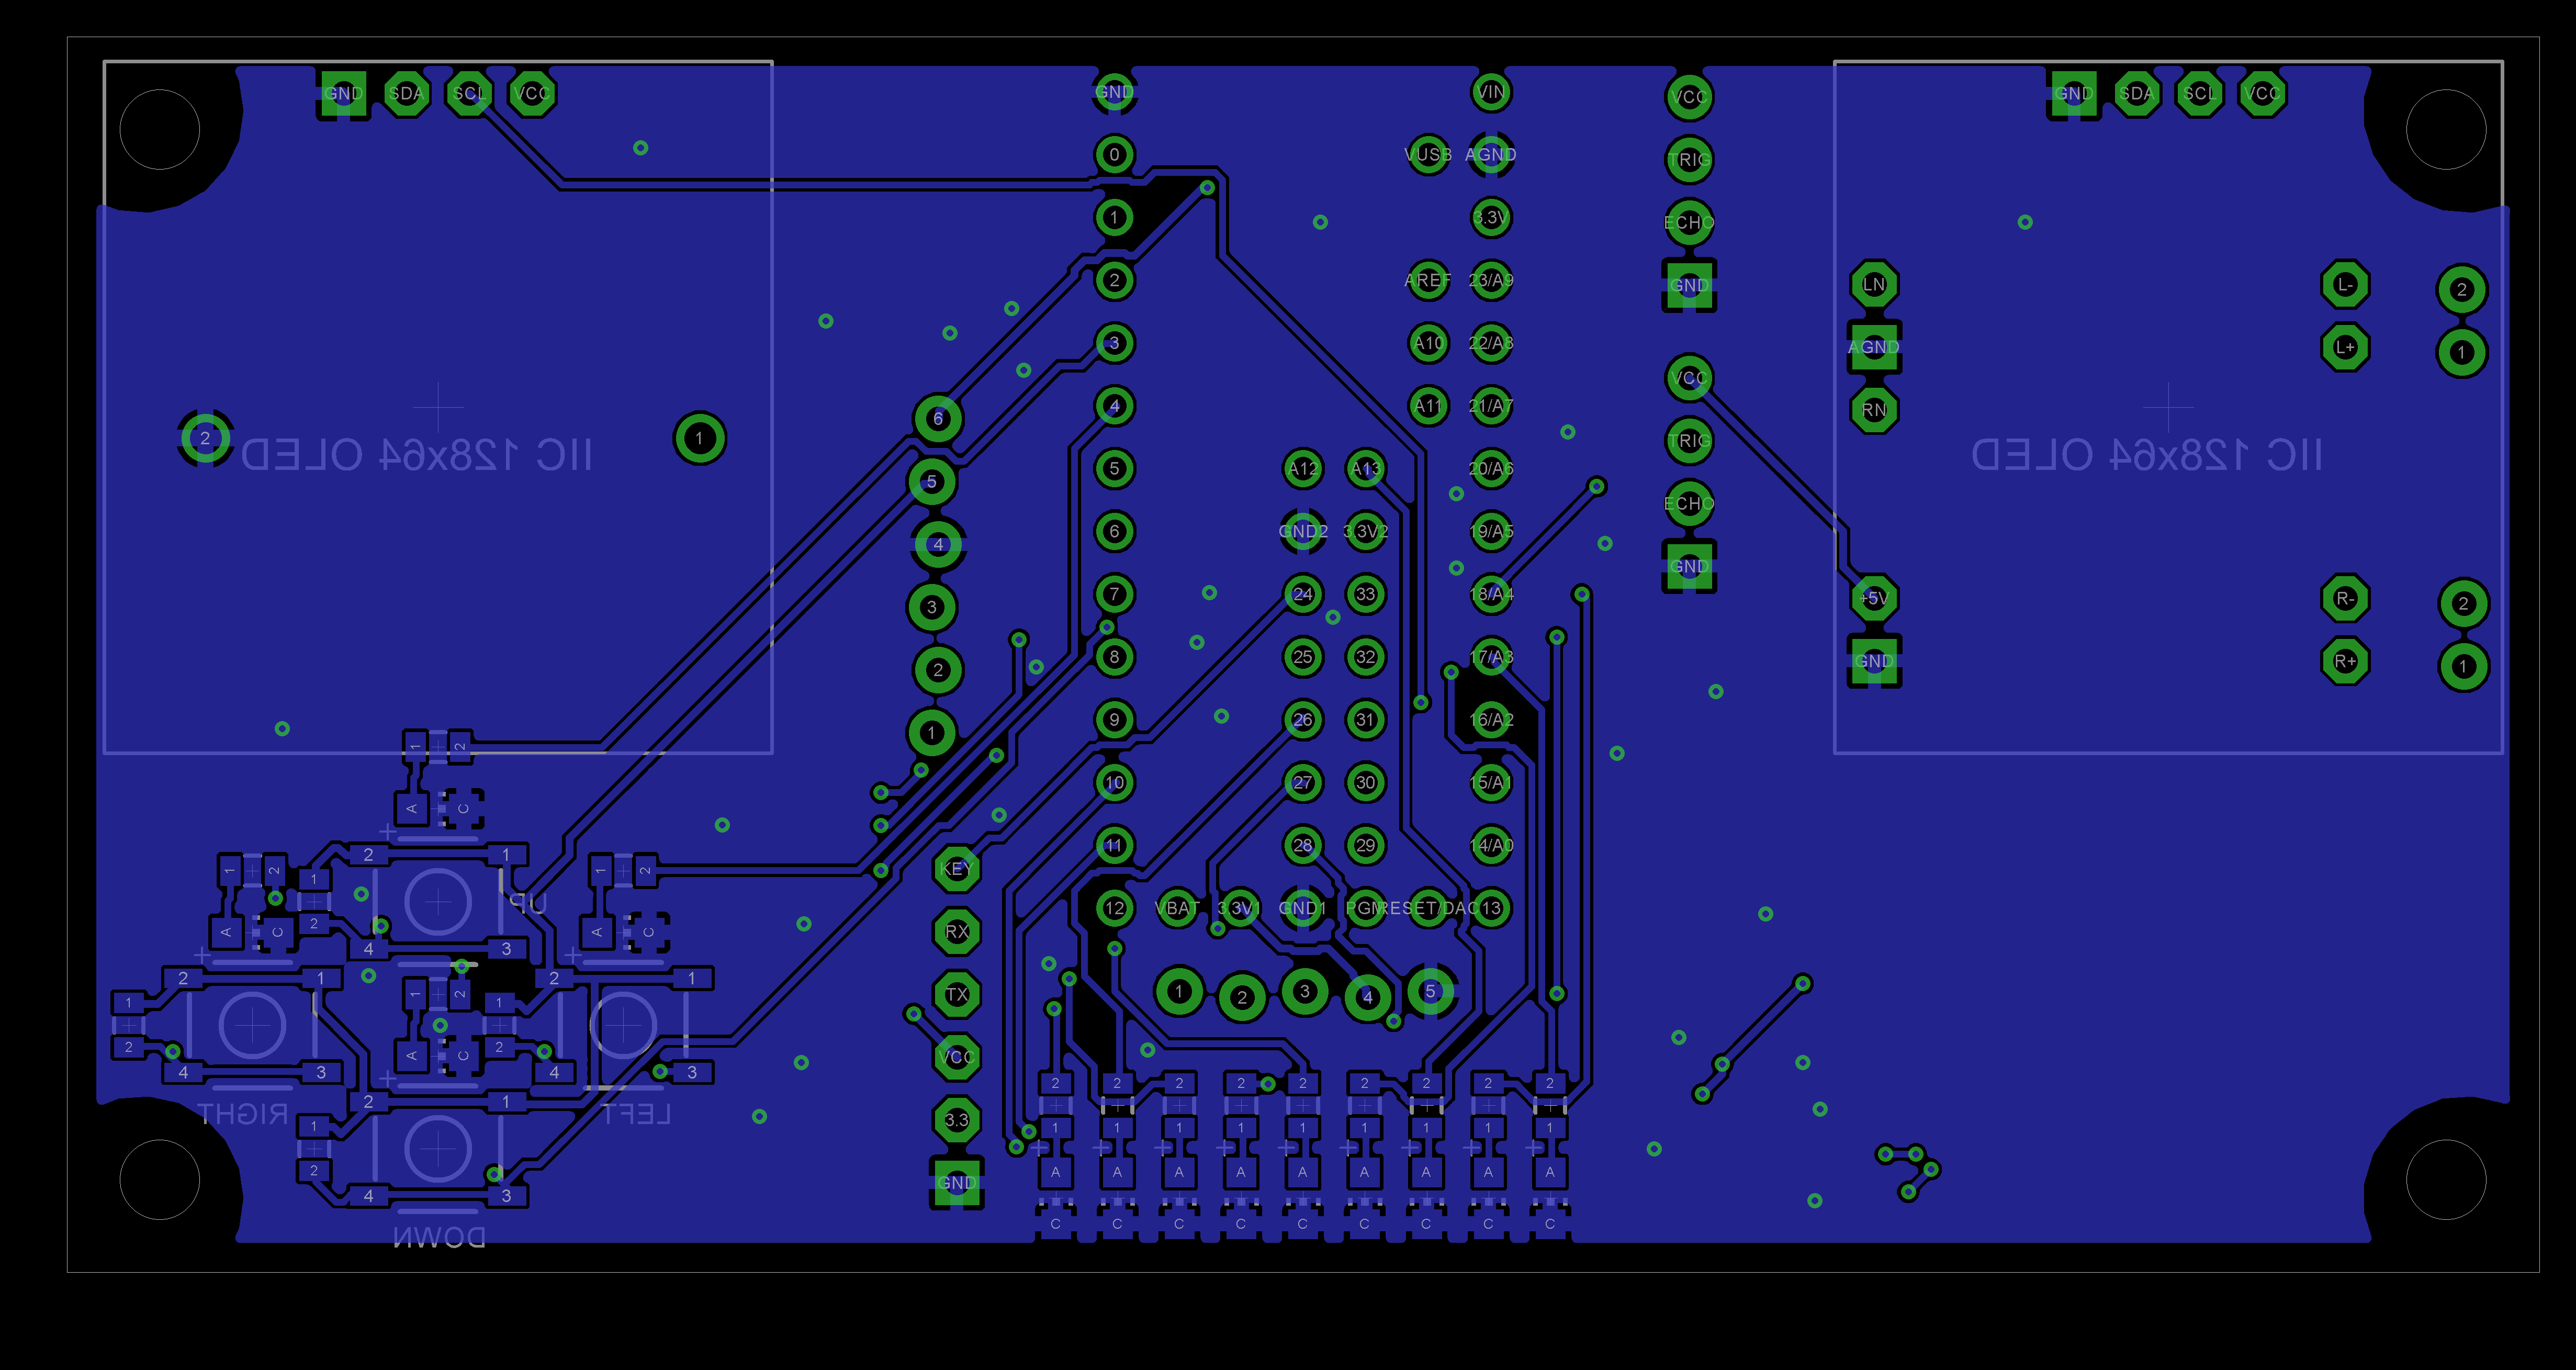 GND SDA SCL VCC
GND
VIN
VCC
GND SDA SCL VCC
0
VUSB AGND
TRIG
1
3.3V
ECHO
2
AREF 23/A9
GND
LN
L-
2
3
A10 22/A8
AGND
L+
1
4
A11 21/A7
VCC
RN
6
2
1
IIC 128x64 OLED
TRIG
IIC 128x64 OLED
5
5
A12 A13 20/A6
ECHO
4
6
GND2 3.3V2 19/A5
GND
3
7
24 33 18/A4
+5V
R-
2
2
8
25 32 17/A3
GND
R+
1
1
9
26 31 16/A2
1 2
A C
10
27 30 15/A1
2 1
11
28 29 14/A0
1 2
1
1 2
KEY
UP
2
A C
4 3
A C
RX
12 VBAT 3.3V1 GND1 PGM RESET/DAC 13
2 1
1 2
2 1
TX
1 2 3 4 5
1
1
2
A C
2
VCC
4 3
4 3
2 1
2 2 2 2 2 2 2 2 2
RIGHT
LEFT
1
3.3
1 1 1 1 1 1 1 1 1
2
A A A A A A A A A
4 3
GND
C C C C C C C C C
DOWN